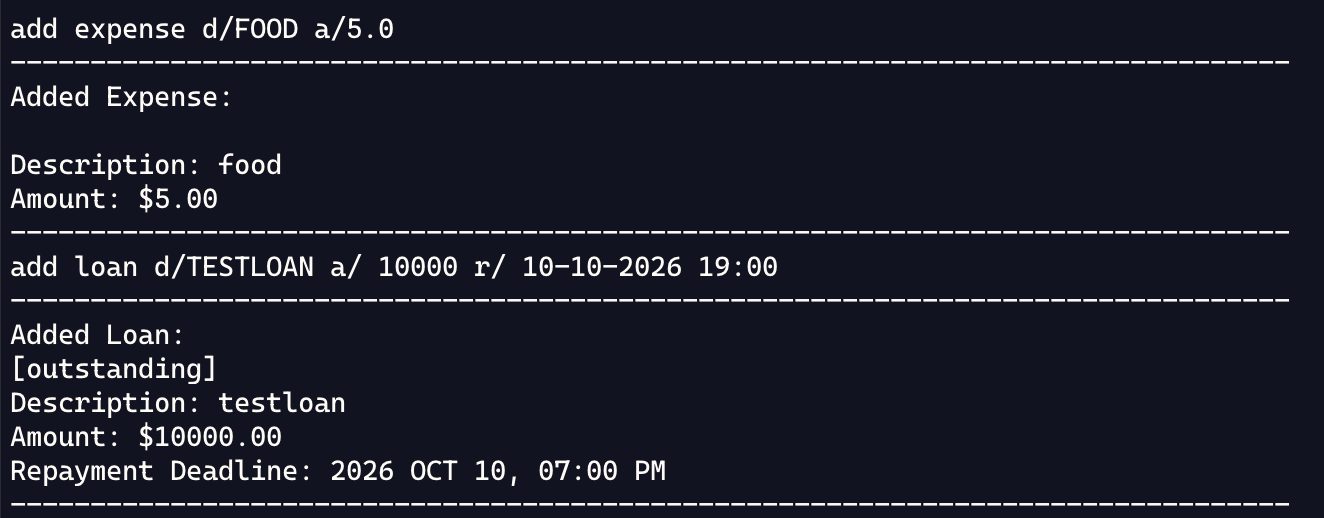 add expense d/FOOD a/5.0
--------------------------------------------------------------------------------
Added Expense:

Description: food
Amount: $5.00
--------------------------------------------------------------------------------
add loan d/TESTLOAN a/ 10000 r/ 10-10-2026 19:00
--------------------------------------------------------------------------------
Added Loan:
[outstanding]
Description: testloan
Amount: $10000.00
Repayment Deadline: 2026 OCT 10, 07:00 PM
--------------------------------------------------------------------------------